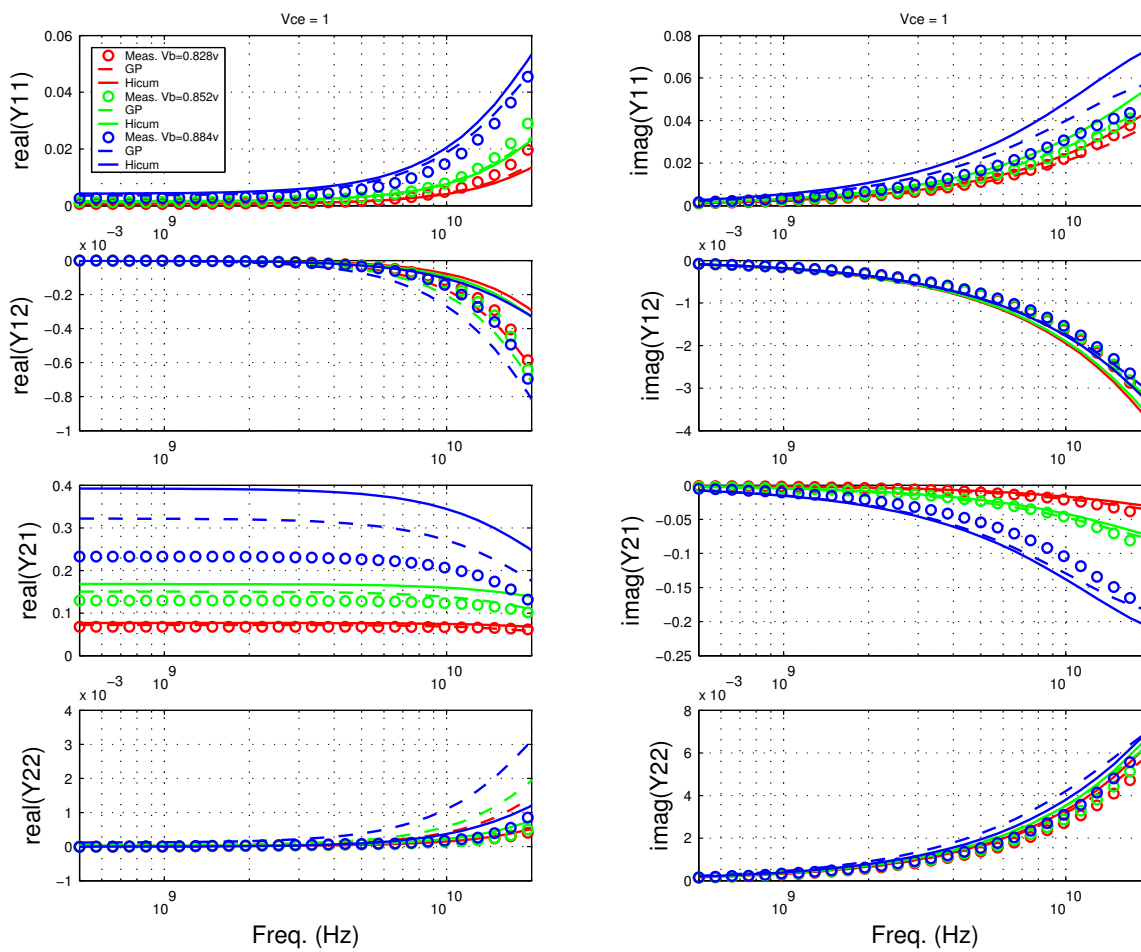 Vce = 1
real(Y11)
0.06
0.04
0.02
0
10^9
10^10
Meas. Vb=0.828v
GP
Hicum
Meas. Vb=0.852v
GP
Hicum
Meas. Vb=0.884v
GP
Hicum
Vce = 1
imag(Y11)
0.08
0.06
0.04
0.02
0
10^9
10^10
x 10^−3
real(Y12)
0
−0.2
−0.4
−0.6
−0.8
−1
10^9
10^10
x 10^−3
imag(Y12)
0
−1
−2
−3
−4
10^9
10^10
real(Y21)
0.4
0.3
0.2
0.1
0
10^9
10^10
imag(Y21)
0
−0.05
−0.1
−0.15
−0.2
−0.25
10^9
10^10
x 10^−3
real(Y22)
4
3
2
1
0
−1
10^9
10^10
Freq. (Hz)
x 10^−3
imag(Y22)
8
6
4
2
0
10^9
10^10
Freq. (Hz)